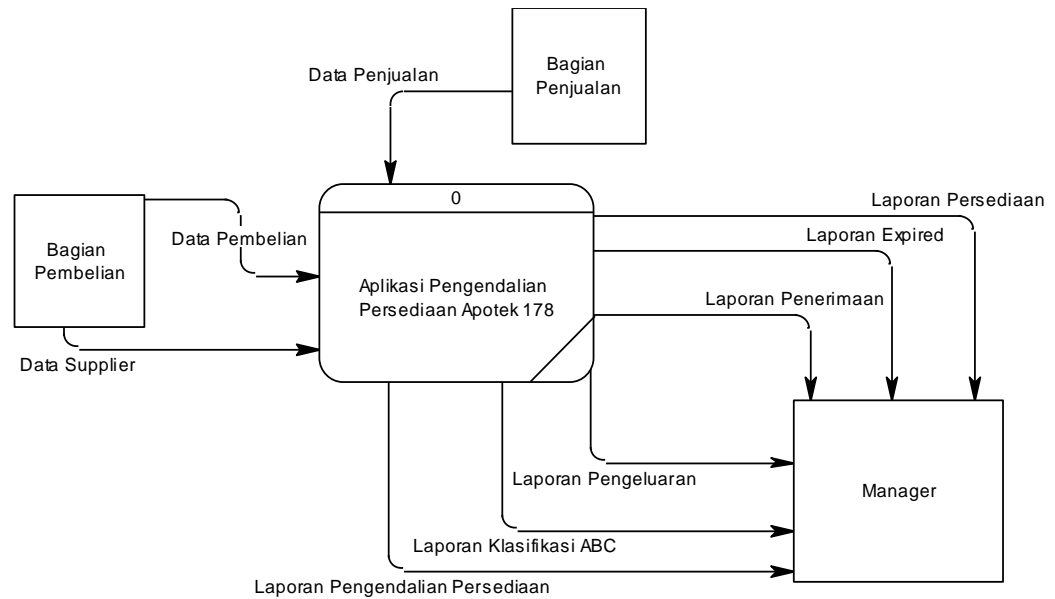 Bagian
Penjualan
Data Penjualan
0
Laporan Persediaan
Laporan Expired
Data Pembelian
Bagian
Pembelian
Aplikasi Pengendalian
Persediaan Apotek 178
Laporan Penerimaan
Data Supplier
Laporan Pengeluaran
Manager
Laporan Klasifikasi ABC
Laporan Pengendalian Persediaan